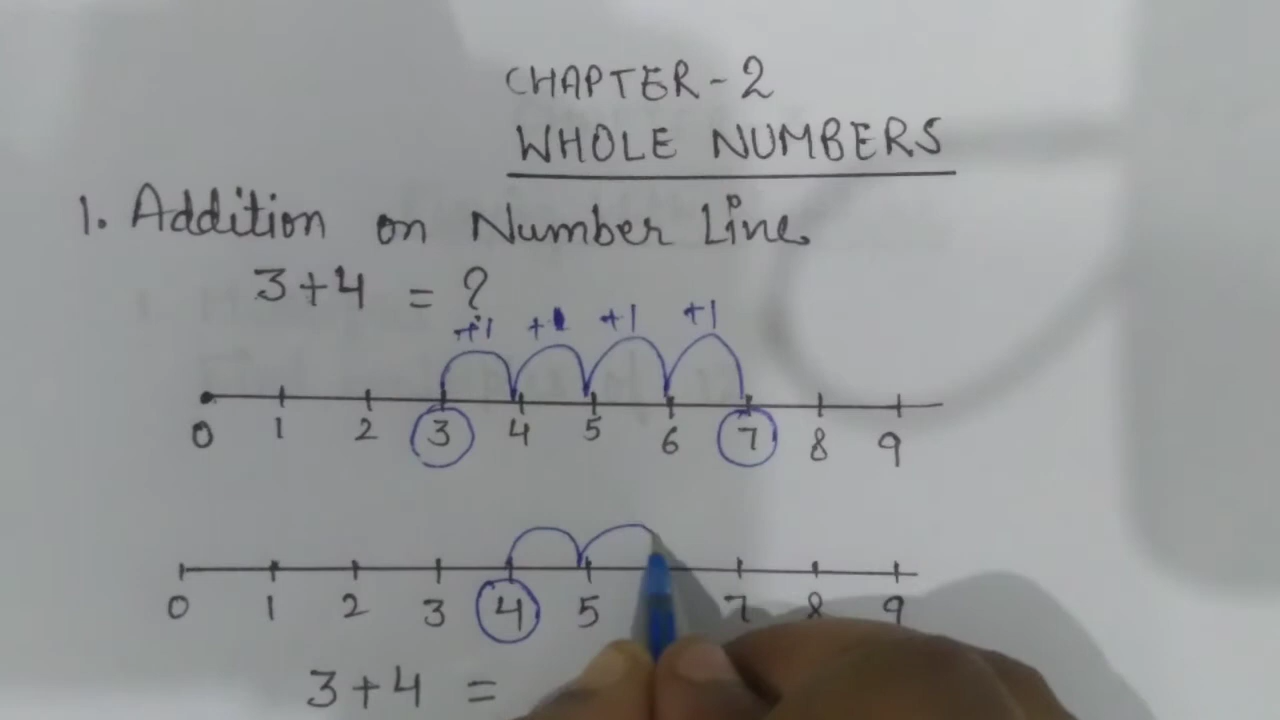 CHAPTER-2
WHOLE NUMBERS
1. Addition on Number Line.
3+4 = ?
+1 +1 +1 +1
0 1 2 3 4 5 6 7 8 9
0 1 2 3 4 5 7 8 9
3+4 =